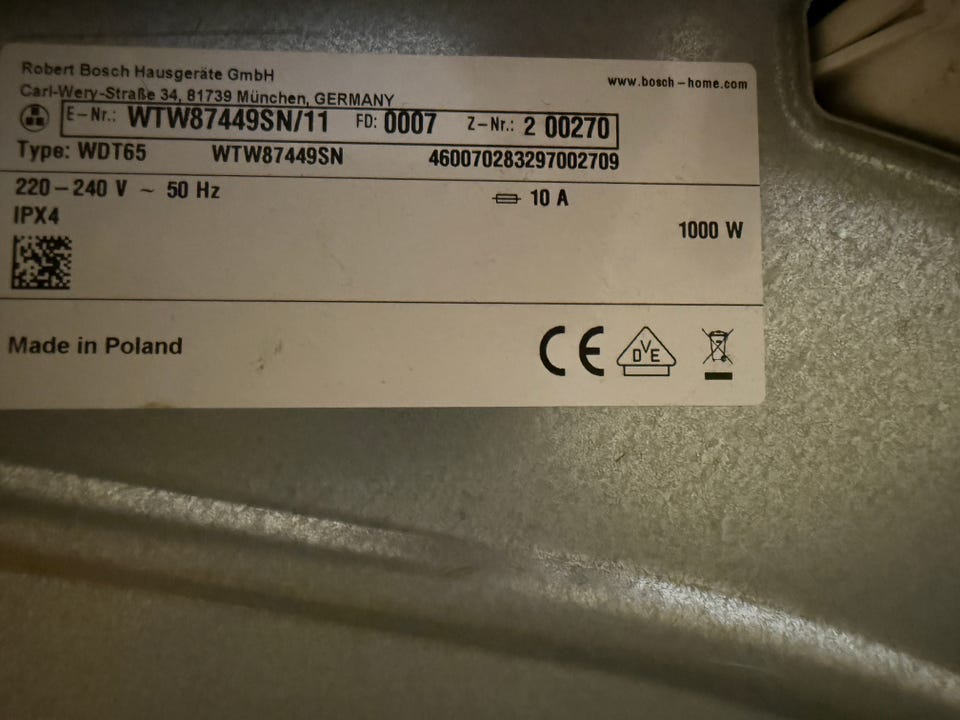 Robert Bosch Hausgeräte GmbH
www.bosch-home.com
Carl-Wery-Straße 34, 81739 München, GERMANY
E-Nr.: WTW87449SN/11 FD: 0007 Z-Nr.: 2 00270
Type: WDT65 WTW87449SN 460070283297002709
220-240 V ~ 50 Hz 10 A
IPX4
1000 W
Made in Poland
CE
DVE